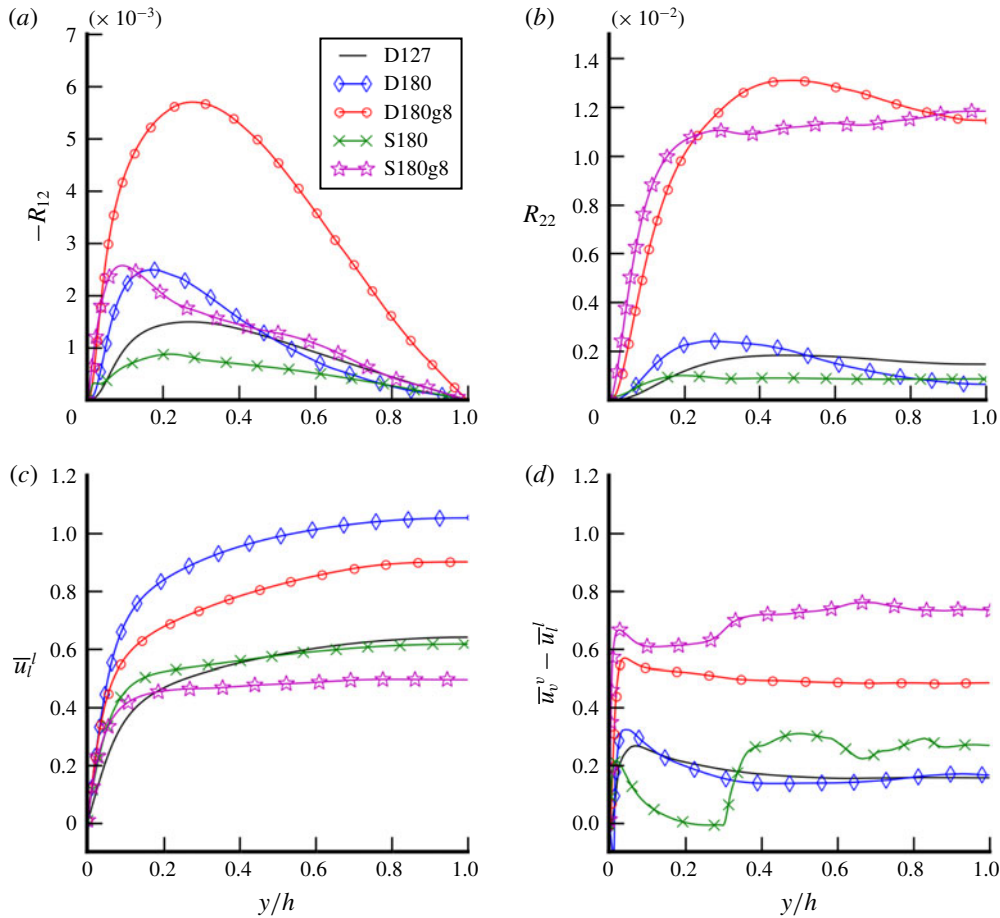 (a) (× 10⁻³)
7
6
5
4
3
2
1
0 0.2 0.4 0.6 0.8 1.0
−R₁₂
D127
D180
D180g8
S180
S180g8
(b) (× 10⁻²)
1.4
1.2
1.0
0.8
0.6
0.4
0.2
0 0.2 0.4 0.6 0.8 1.0
R₂₂
(c)
1.2
1.0
0.8
0.6
0.4
0.2
0.0
0 0.2 0.4 0.6 0.8 1.0
u̅ₗˡ
y/h
(d)
1.2
1.0
0.8
0.6
0.4
0.2
0.0
0 0.2 0.4 0.6 0.8 1.0
u̅ᵥᵛ − u̅ₗˡ
y/h